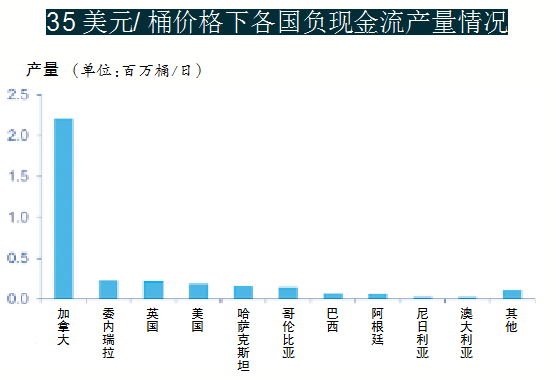 35 美元/ 桶价格下各国负现金流产量情况
产量 （单位:百万桶/日）
2.5
2.0
1.5
1.0
0.5
0.0
加拿大
委内瑞拉
英国
美国
哈萨克斯坦
哥伦比亚
巴西
阿根廷
尼日利亚
澳大利亚
其他